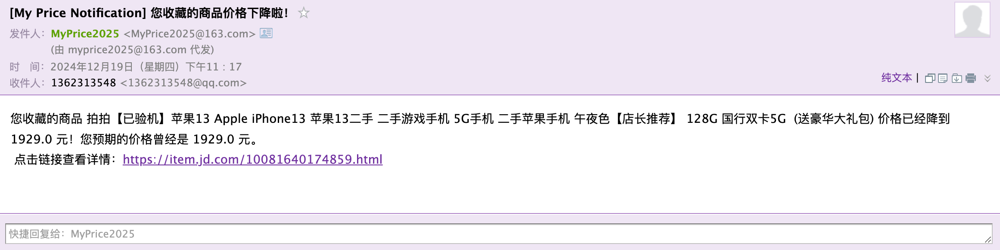 [My Price Notification] 您收藏的商品价格下降啦！
发件人：MyPrice2025 <MyPrice2025@163.com>
(由 myprice2025@163.com 代发)
时　间：2024年12月19日（星期四）下午11：17
收件人：1362313548 <1362313548@qq.com>
纯文本 |
您收藏的商品 拍拍【已验机】苹果13 Apple iPhone13 苹果13二手 二手游戏手机 5G手机 二手苹果手机 午夜色【店长推荐】 128G 国行双卡5G（送豪华大礼包) 价格已经降到
1929.0 元！您预期的价格曾经是 1929.0 元。
点击链接查看详情：https://item.jd.com/10081640174859.html
快捷回复给：MyPrice2025